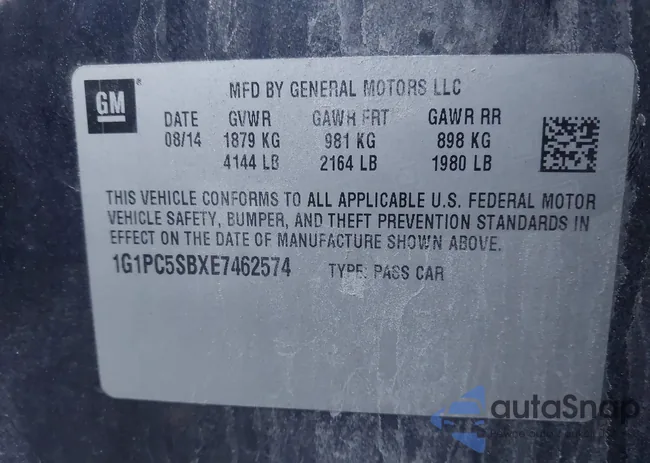 GM
MFD BY GENERAL MOTORS LLC
DATE GVWR GAWR FRT GAWR RR
08/14 1879 KG 981 KG 898 KG
4144 LB 2164 LB 1980 LB
THIS VEHICLE CONFORMS TO ALL APPLICABLE U.S. FEDERAL MOTOR
VEHICLE SAFETY, BUMPER, AND THEFT PREVENTION STANDARDS IN
EFFECT ON THE DATE OF MANUFACTURE SHOWN ABOVE.
1G1PC5SBXE7462574 TYPE: PASS CAR
autoSnap